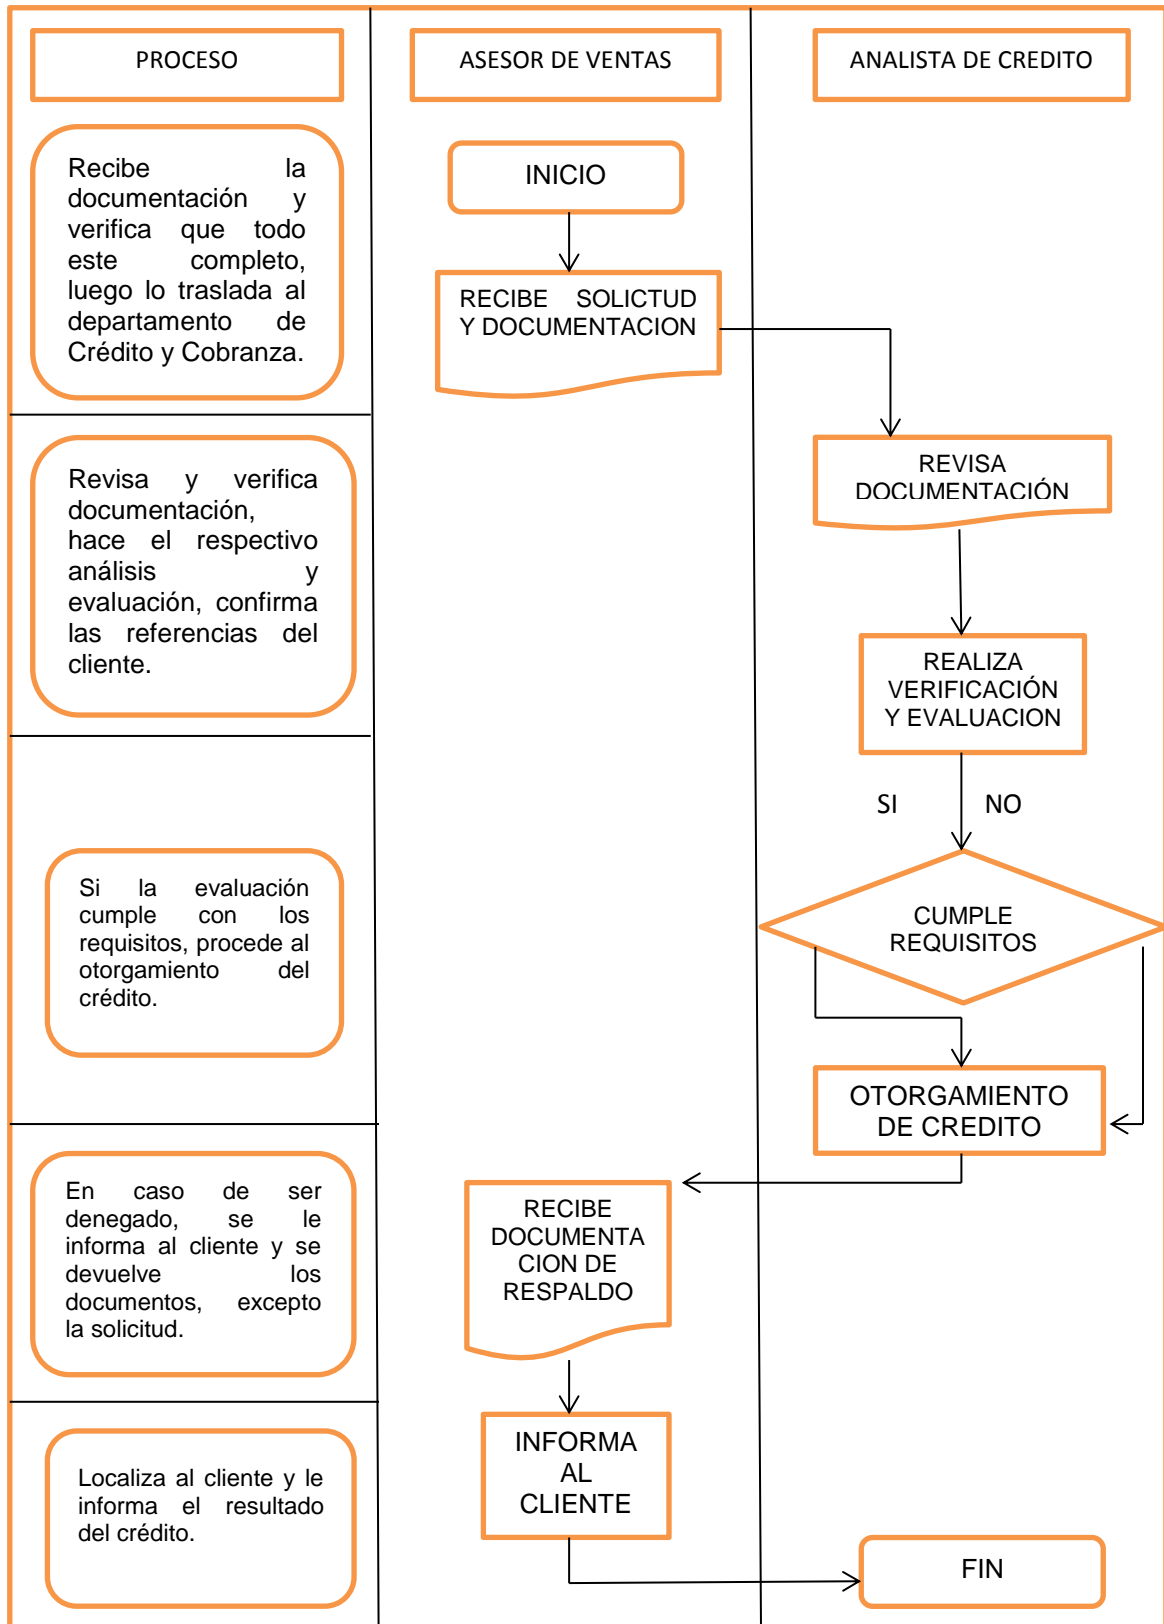 PROCESO
ASESOR DE VENTAS
ANALISTA DE CREDITO
Recibe la
documentación y
verifica que todo
este completo,
luego lo traslada al
departamento de
Crédito y Cobranza.
INICIO
RECIBE SOLICTUD
Y DOCUMENTACION
Revisa y verifica
documentación,
hace el respectivo
análisis y
evaluación, confirma
las referencias del
cliente.
REVISA
DOCUMENTACIÓN
REALIZA
VERIFICACIÓN
Y EVALUACION
SI NO
Si la evaluación
cumple con los
requisitos, procede al
otorgamiento del
crédito.
CUMPLE
REQUISITOS
OTORGAMIENTO
DE CREDITO
En caso de ser
denegado, se le
informa al cliente y se
devuelve los
documentos, excepto
la solicitud.
RECIBE
DOCUMENTA
CION DE
RESPALDO
Localiza al cliente y le
informa el resultado
del crédito.
INFORMA
AL
CLIENTE
FIN